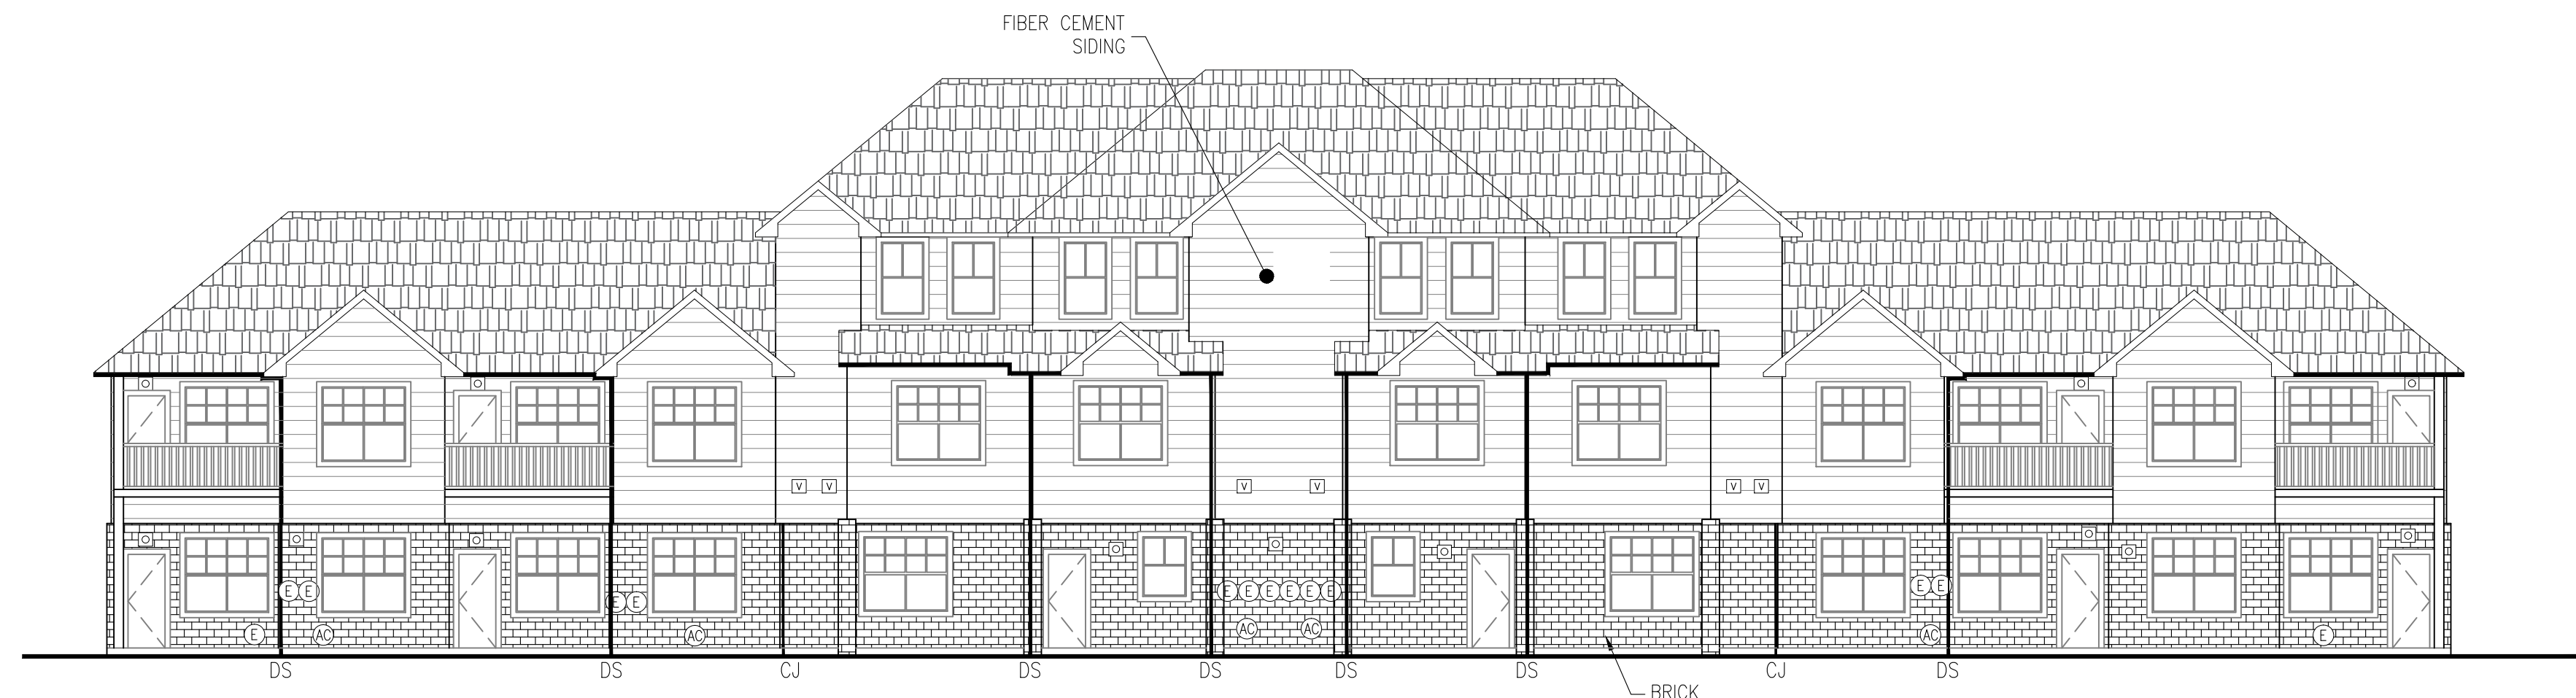 FIBER CEMENT
SIDING
V V V V V V
E E E E E E E E E E E E
E E
E AC AC AC AC AC E
DS DS CJ DS DS DS DS CJ DS
BRICK